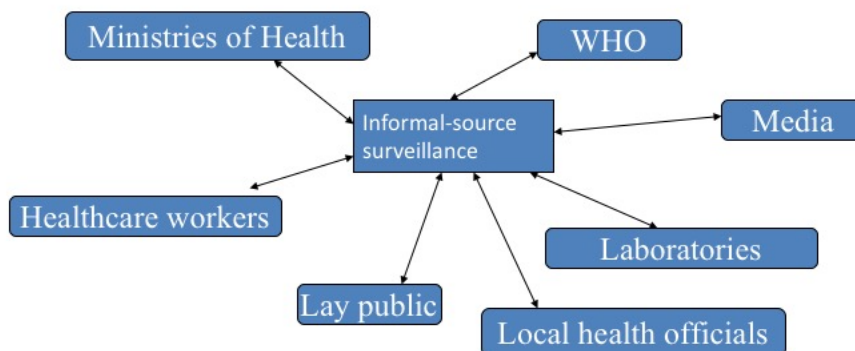 Ministries of Health
WHO
Informal-source
surveillance
Media
Healthcare workers
Laboratories
Lay public
Local health officials